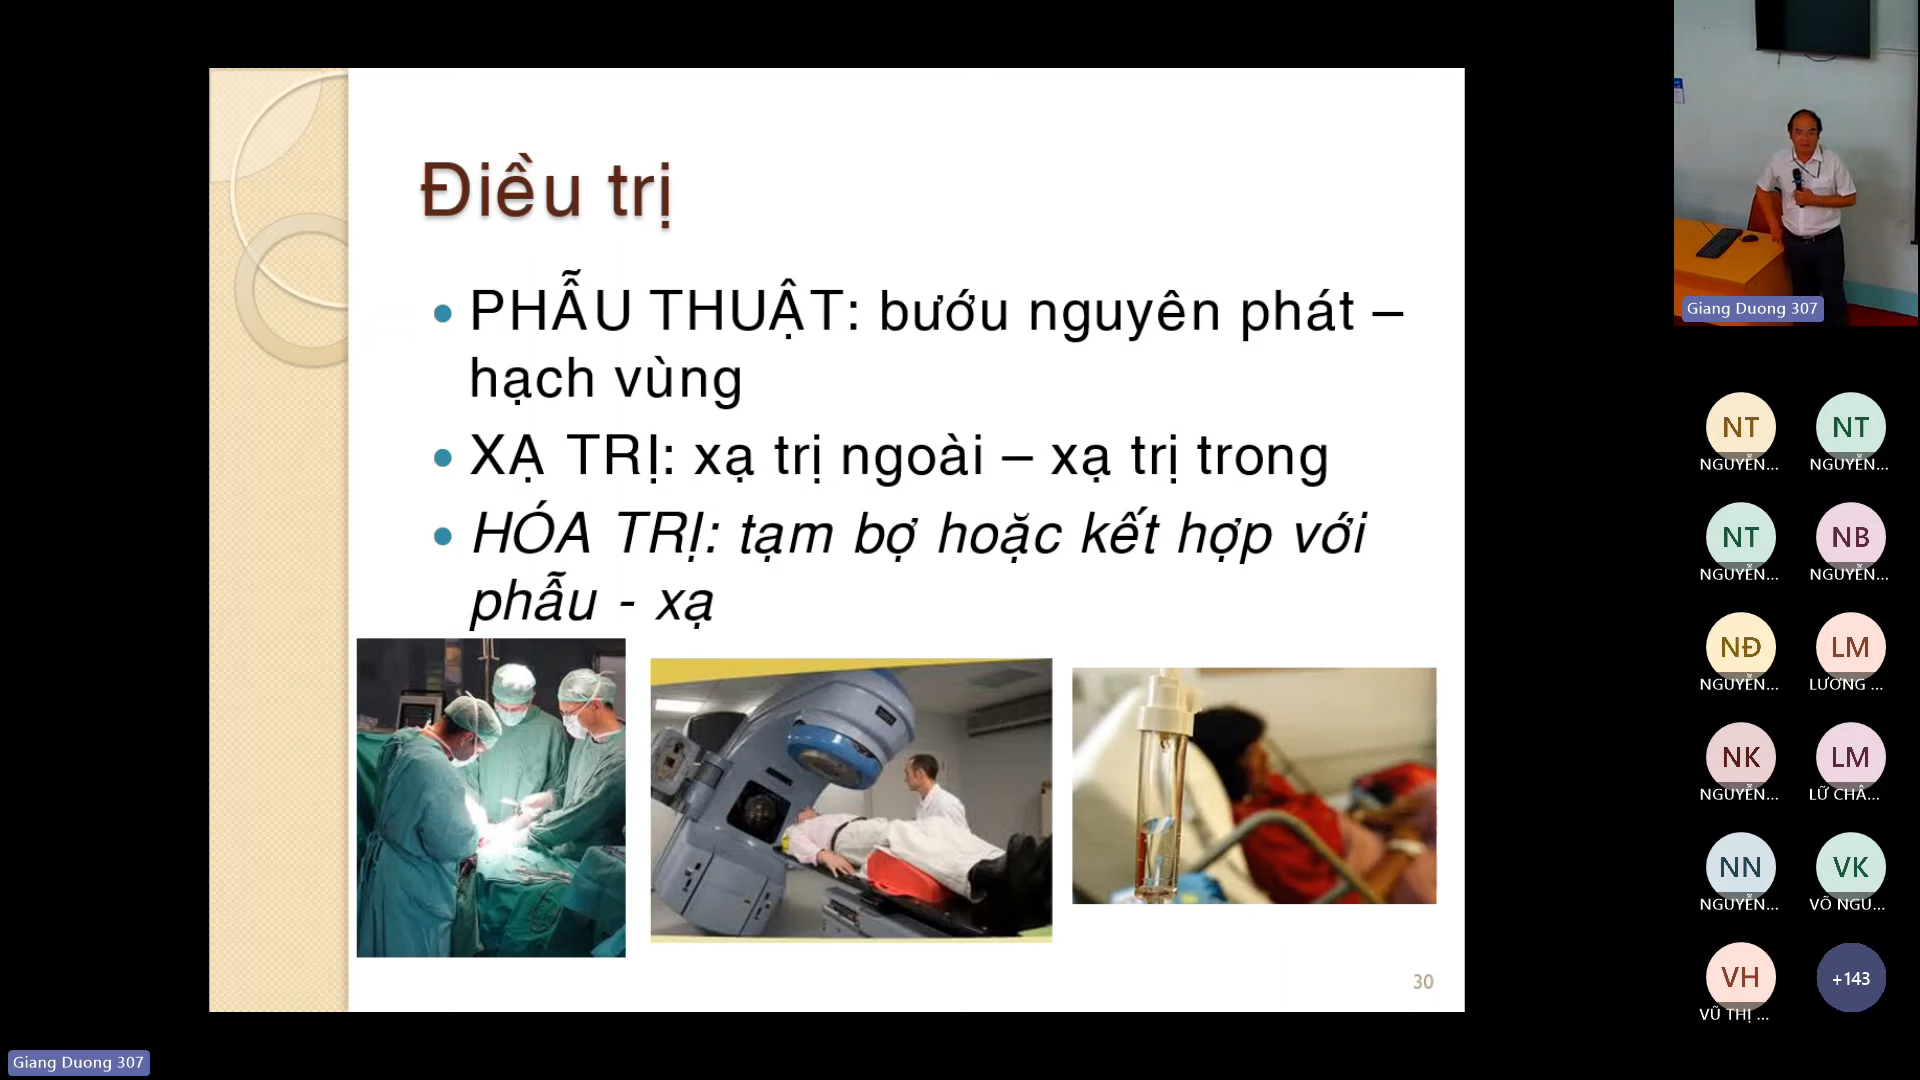 Điều trị
PHẪU THUẬT: bướu nguyên phát –
hạch vùng
XẠ TRỊ: xạ trị ngoài – xạ trị trong
HÓA TRỊ: tạm bợ hoặc kết hợp với
phẫu - xạ
30
Giang Duong 307
NT
NGUYỄN...
NT
NGUYỄN...
NT
NGUYỄN...
NB
NGUYỄN...
NĐ
NGUYỄN...
LM
LƯƠNG ...
NK
NGUYỄN...
LM
LỮ CHÂ...
NN
NGUYỄN...
VK
VÕ NGU...
VH
VŨ THỊ ...
+143
Giang Duong 307